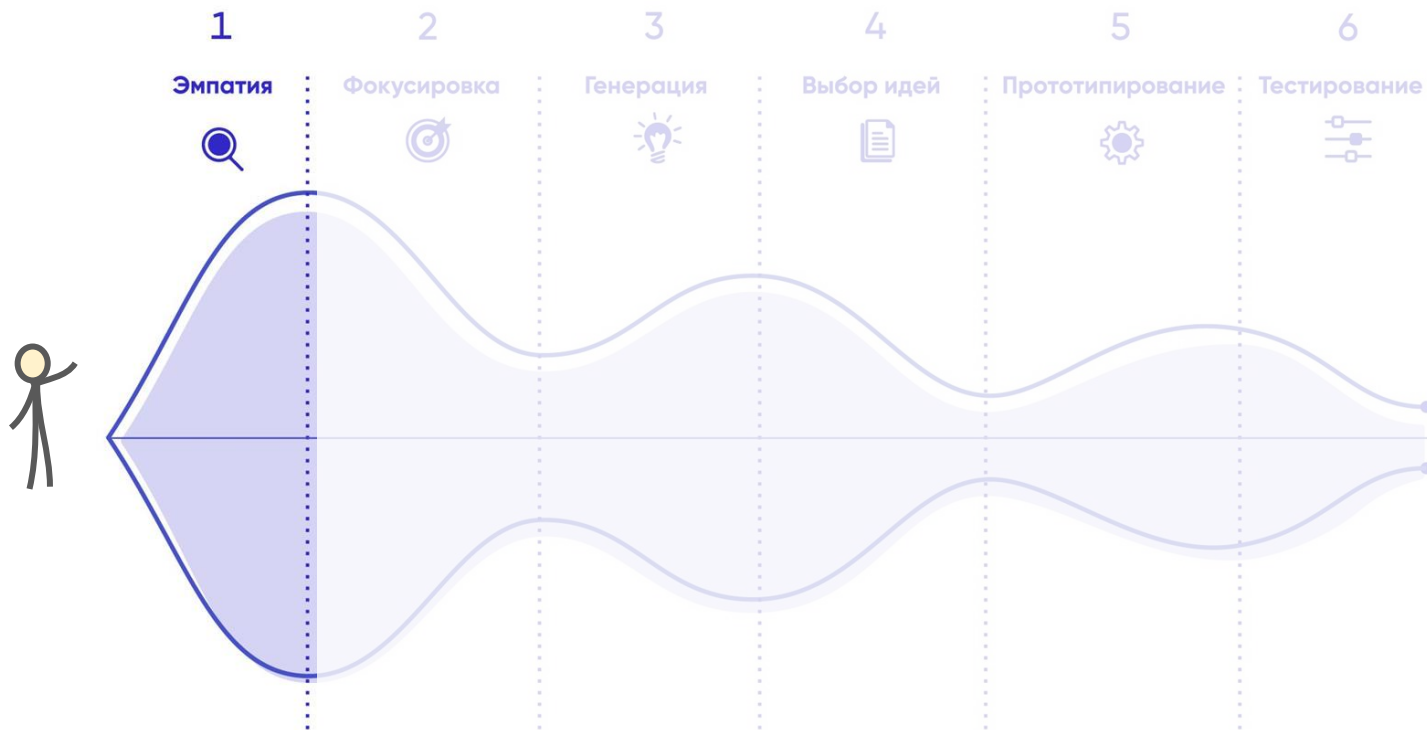 1
2
3
4
5
6
Эмпатия
Фокусировка
Генерация
Выбор идей
Прототипирование
Тестирование